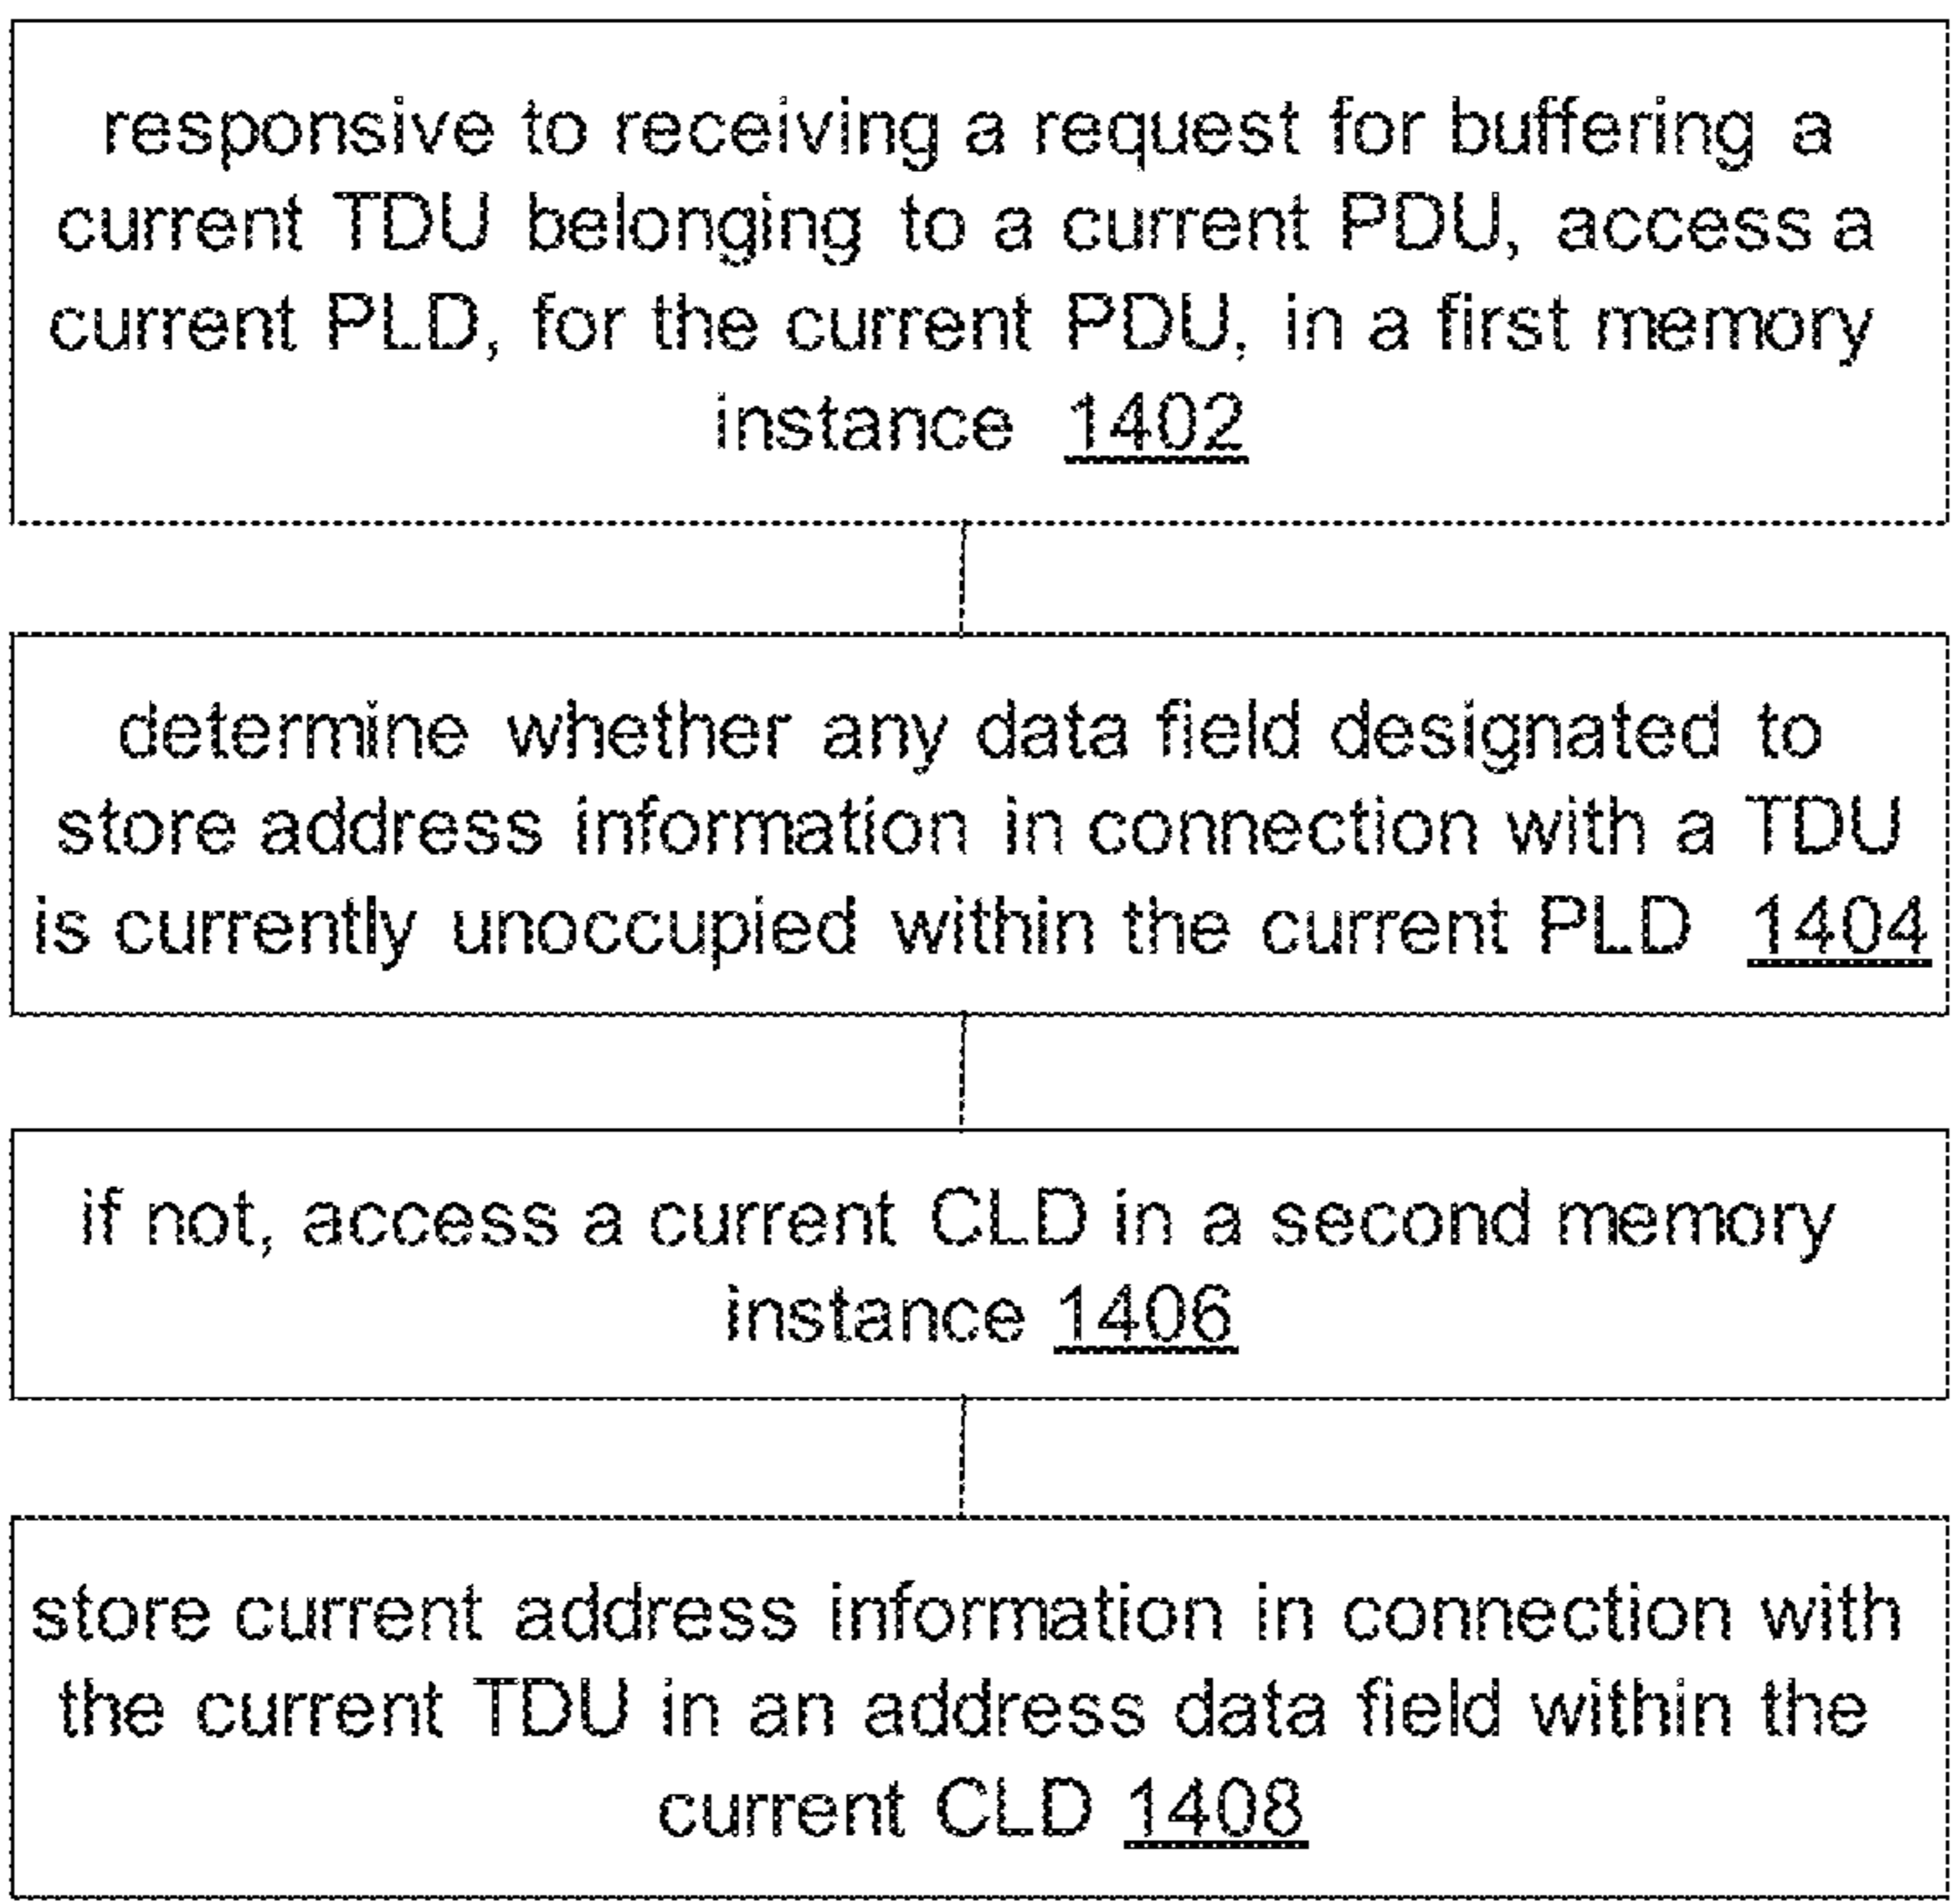 responsive to receiving a request for buffering a
current TDU belonging to a current PDU, access a
current PLD, for the current PDU, in a first memory
instance 1402
determine whether any data field designated to
store address information in connection with a TDU
is currently unoccupied within the current PLD 1404
if not, access a current CLD in a second memory
instance 1406
store current address information in connection with
the current TDU in an address data field within the
current CLD 1408